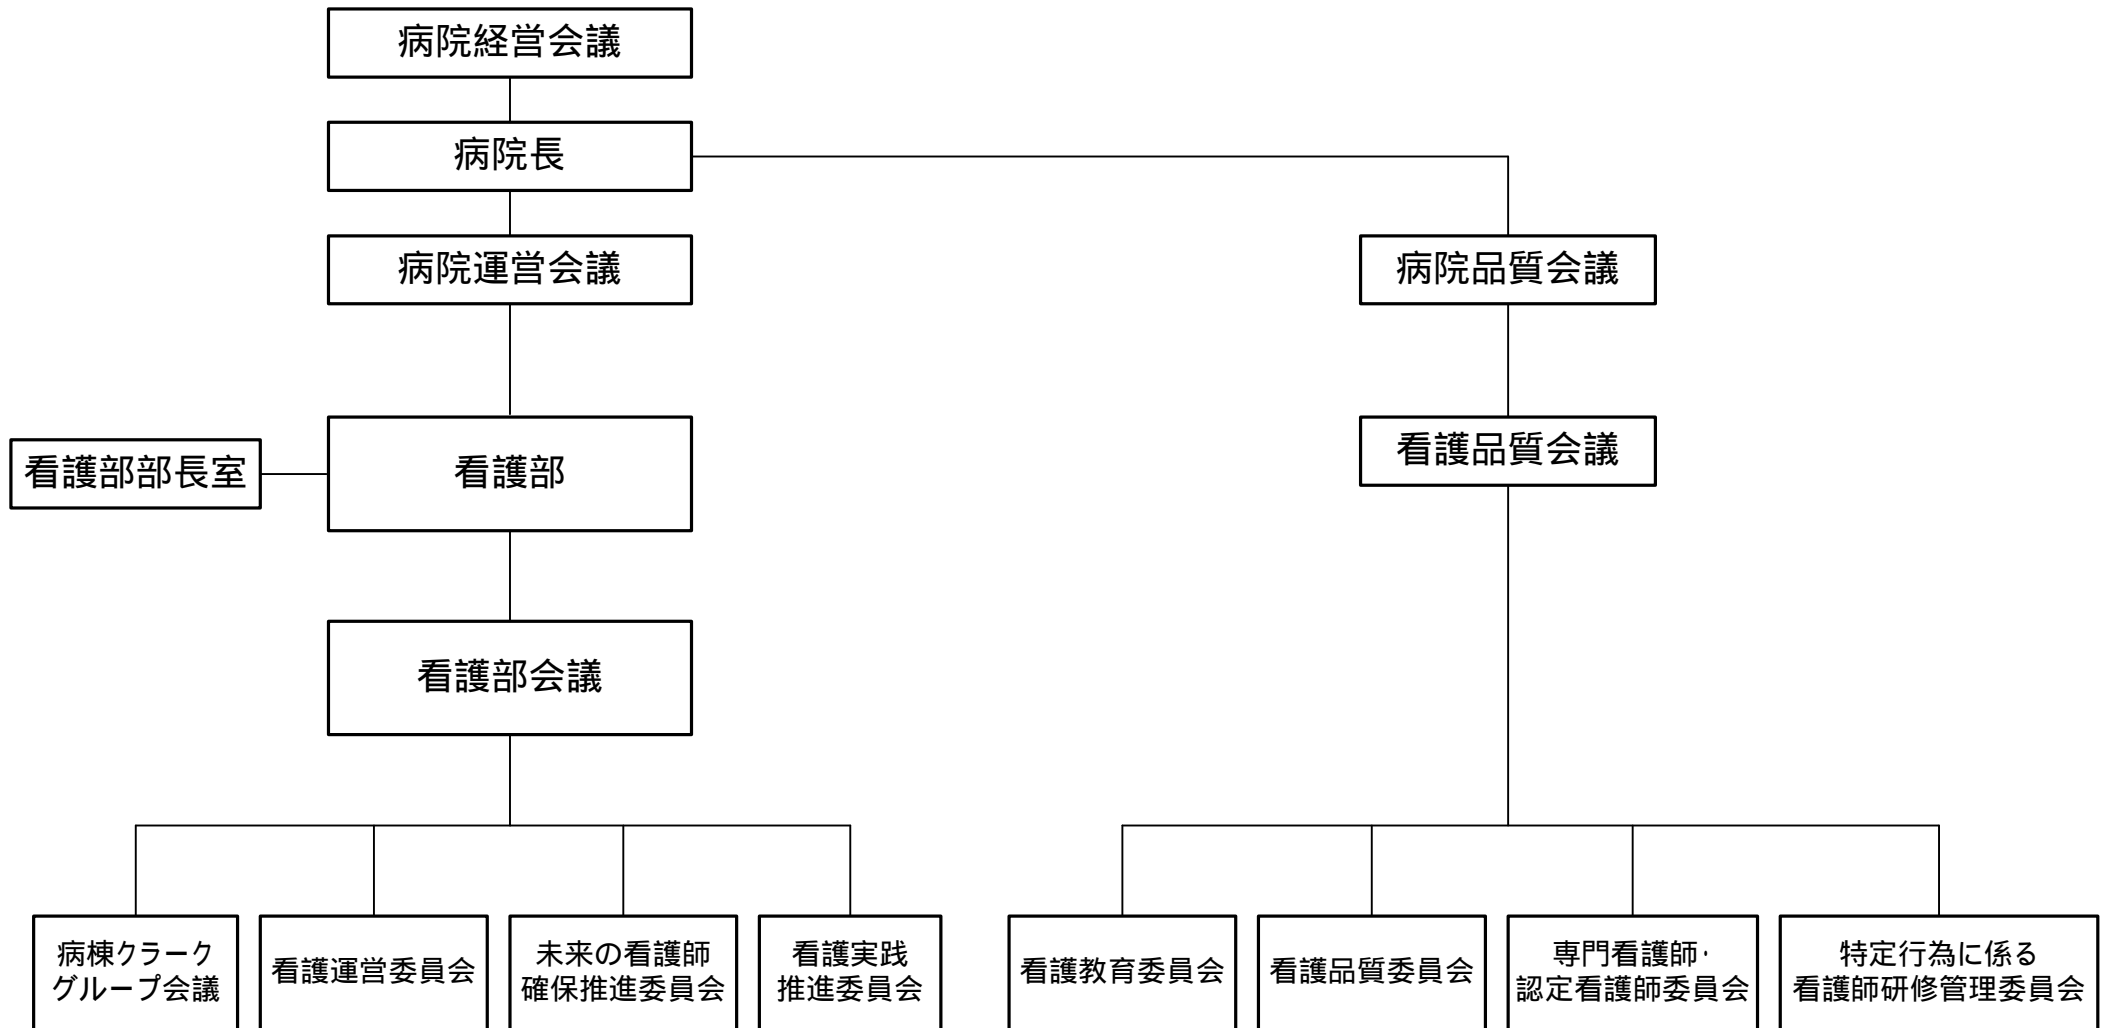 病院経営会議
病院長
病院運営会議
病院品質会議
看護部部長室
看護部
看護品質会議
看護部会議
病棟クラーク
グループ会議
看護運営委員会
未来の看護師
確保推進委員会
看護実践
推進委員会
看護教育委員会
看護品質委員会
専門看護師・
認定看護師委員会
特定行為に係る
看護師研修管理委員会